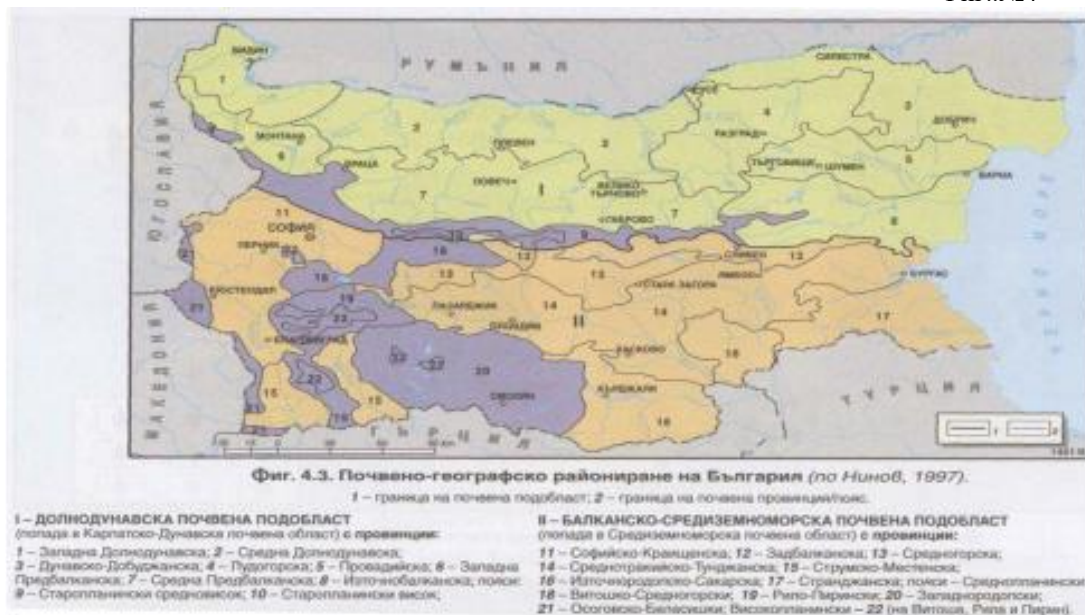 РУМЪНИЯ
ЮГОСЛАВИЯ
МАКЕДОНИЯ
ГЪРЦИЯ
ТУРЦИЯ
ЧЕРНО МОРЕ
ВИДИН
МОНТАНА
ВРАЦА
ПЛЕВЕН
ЛОВЕЧ
ВЕЛИКО
ТЪРНОВО
ГАБРОВО
РУСЕ
СИЛИСТРА
РАЗГРАД
ДОБРИЧ
ТЪРГОВИЩЕ
ШУМЕН
ВАРНА
СОФИЯ
ПЕРНИК
КЮСТЕНДИЛ
БЛАГОЕВГРАД
ПАЗАРДЖИК
ПЛОВДИВ
СТАРА ЗАГОРА
СЛИВЕН
ЯМБОЛ
БУРГАС
ХАСКОВО
КЪРДЖАЛИ
СМОЛЯН
Фиг. 4.3. Почвено-географско райониране на България (по Нинов, 1997).
1 – граница на почвена подобласт; 2 – граница на почвена провинция/пояс.
I – ДОЛНОДУНАВСКА ПОЧВЕНА ПОДОБЛАСТ
(попада в Карпатско-Дунавска почвена област) с провинции:
1 – Западна Долнодунавска; 2 – Средна Долнодунавска;
3 – Дунавско-Добруджанска; 4 – Лудогорска; 5 – Провадийска; 6 – Западна
Предбалканска; 7 – Средна Предбалканска; 8 – Източнобалканска; пояси:
9 – Старопланински средновисок; 10 – Старопланински висок;
II – БАЛКАНСКО-СРЕДИЗЕМНОМОРСКА ПОЧВЕНА ПОДОБЛАСТ
(попада в Средиземноморска почвена област) с провинции:
11 – Софийско-Краищенска; 12 – Задбалканска; 13 – Средногорска;
14 – Среднотракийско-Тунджанска; 15 – Струмско-Местенска;
16 – Източнородопско-Сакарска; 17 – Странджанска; пояси – Среднопланински
18 – Витошко-Средногорски; 19 – Рило-Пирински; 20 – Западнородопски;
21 – Осоговско-Беласишки; Високопланински – 22 (на Витоша, Рила, Пирин)